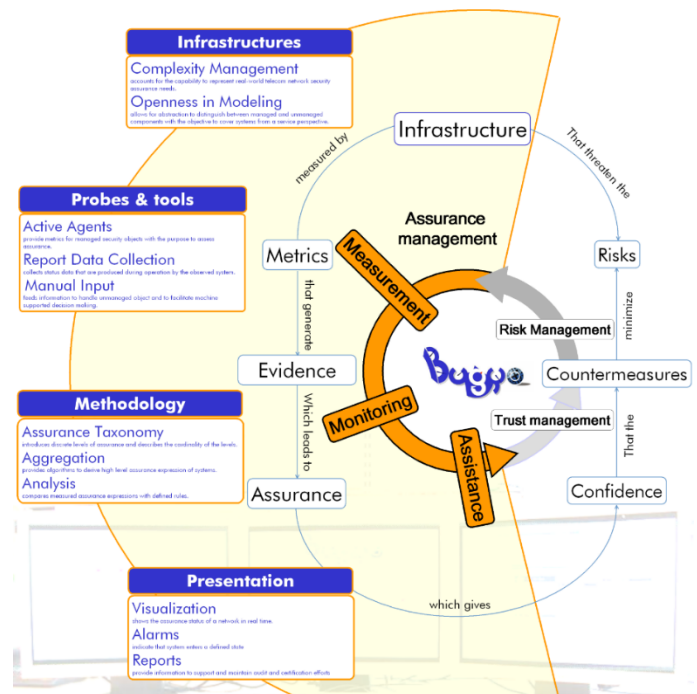 Infrastructures
Complexity Management
accounts for the capability to represent real-world telecom network security
assurance needs.
Openness in Modeling
allows for abstraction to distinguish between managed and unmanaged
components with the objective to cover systems from a service perspective.
Infrastructure
measured by
That threaten the
Probes & tools
Active Agents
provide metrics for managed security objects with the purpose to assess
assurance.
Report Data Collection
collects status data that are produced during operation by the observed system.
Manual Input
feeds information to handle unmanaged object and to facilitate machine
supported decision making.
Assurance
management
Metrics
Measurement
Risks
that generate
Risk Management
minimize
Evidence
Bugyo
Countermeasures
Methodology
Assurance Taxonomy
introduces discrete levels of assurance and describes the cardinality of the levels.
Aggregation
provides algorithms to derive high level assurance expression of systems.
Analysis
compares measured assurance expressions with defined rules.
Which leads to
Monitoring
Trust management
That the
Assistance
Assurance
Confidence
Presentation
Visualization
shows the assurance status of a network in real time.
Alarms
indicate that system enters a defined state
Reports
provide information to support and maintain audit and certification efforts
which gives